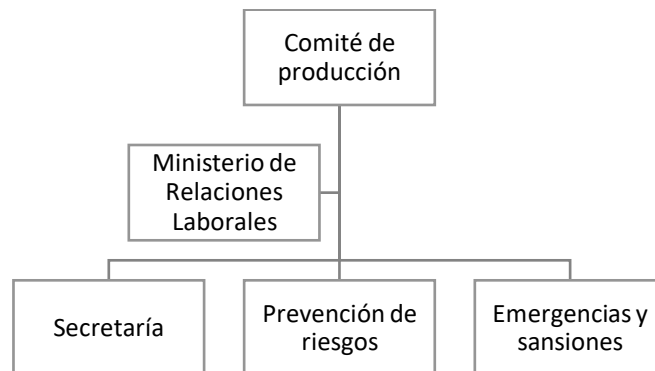 Comité de
producción
Ministerio de
Relaciones
Laborales
Secretaría
Prevención de
riesgos
Emergencias y
sansiones